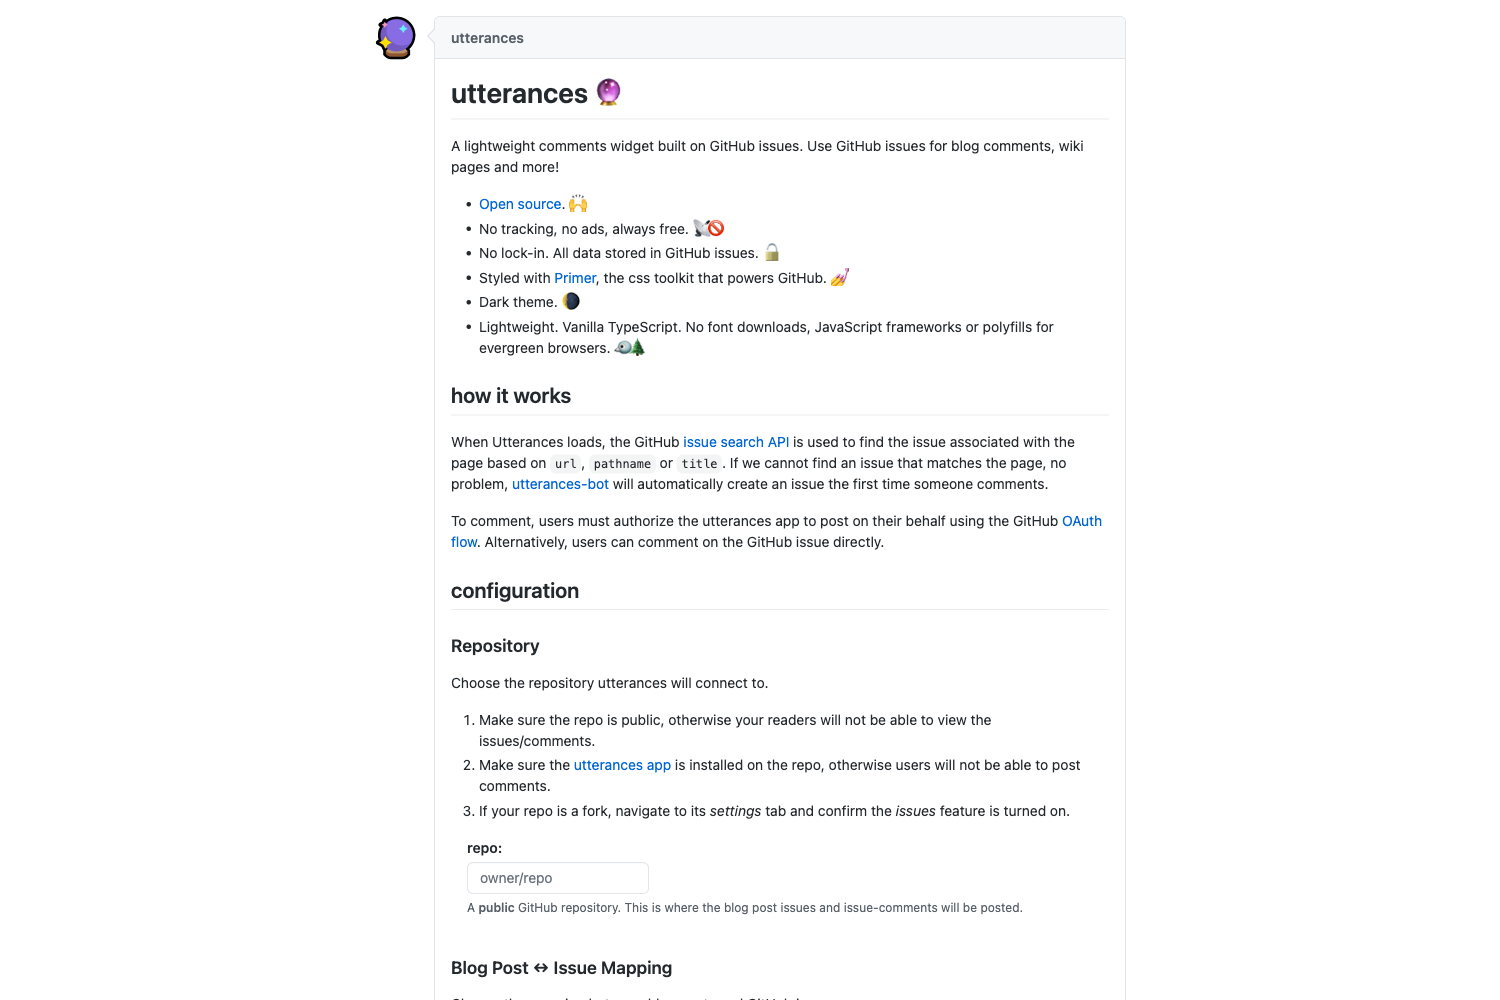 utterances
utterances 🔮
A lightweight comments widget built on GitHub issues. Use GitHub issues for blog comments, wiki
pages and more!
• Open source. 🙌
• No tracking, no ads, always free. 📡🚫
• No lock-in. All data stored in GitHub issues. 🔓
• Styled with Primer, the css toolkit that powers GitHub. 💅
• Dark theme. 🌘
• Lightweight. Vanilla TypeScript. No font downloads, JavaScript frameworks or polyfills for
evergreen browsers. 🐦🌲
how it works
When Utterances loads, the GitHub issue search API is used to find the issue associated with the
page based on url, pathname or title. If we cannot find an issue that matches the page, no
problem, utterances-bot will automatically create an issue the first time someone comments.
To comment, users must authorize the utterances app to post on their behalf using the GitHub OAuth
flow. Alternatively, users can comment on the GitHub issue directly.
configuration
Repository
Choose the repository utterances will connect to.
1. Make sure the repo is public, otherwise your readers will not be able to view the
issues/comments.
2. Make sure the utterances app is installed on the repo, otherwise users will not be able to post
comments.
3. If your repo is a fork, navigate to its settings tab and confirm the issues feature is turned on.
repo:
owner/repo
A public GitHub repository. This is where the blog post issues and issue-comments will be posted.
Blog Post ↔ Issue Mapping